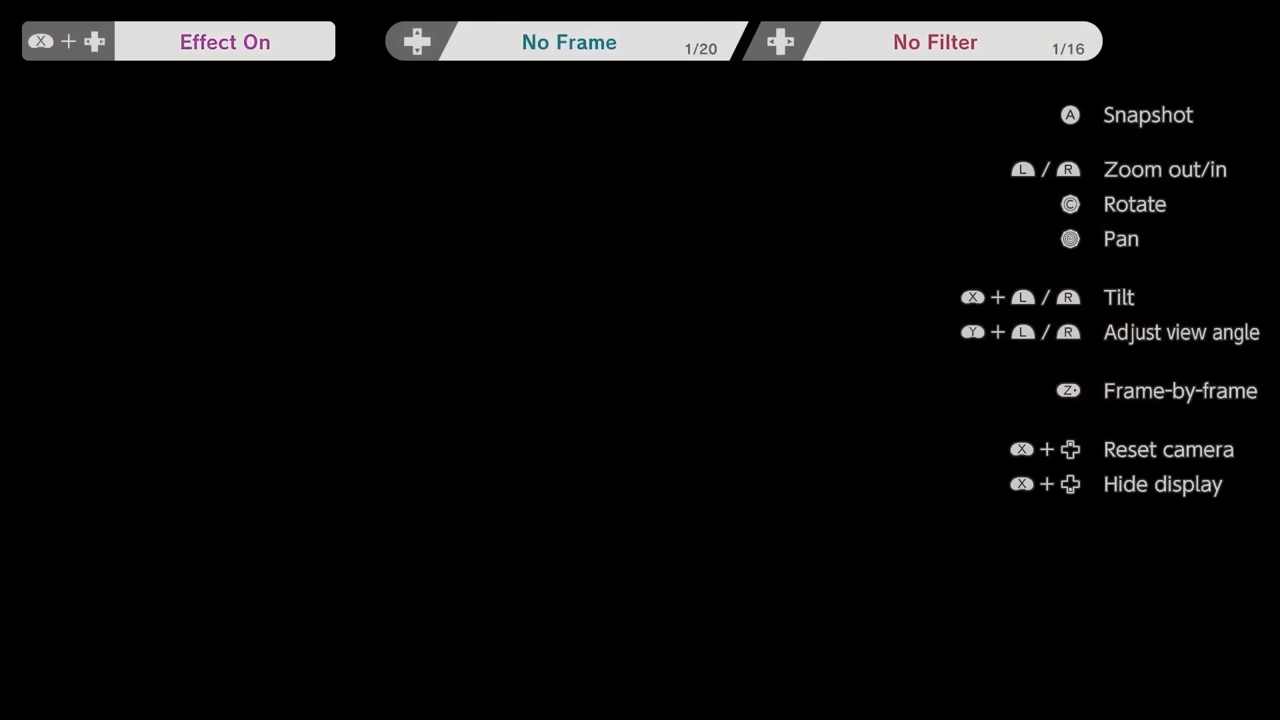 X + Effect On
No Frame 1/20
No Filter 1/16
A Snapshot
L / R Zoom out/in
C Rotate
Pan
X + L / R Tilt
Y + L / R Adjust view angle
Z Frame-by-frame
X + Reset camera
X + Hide display